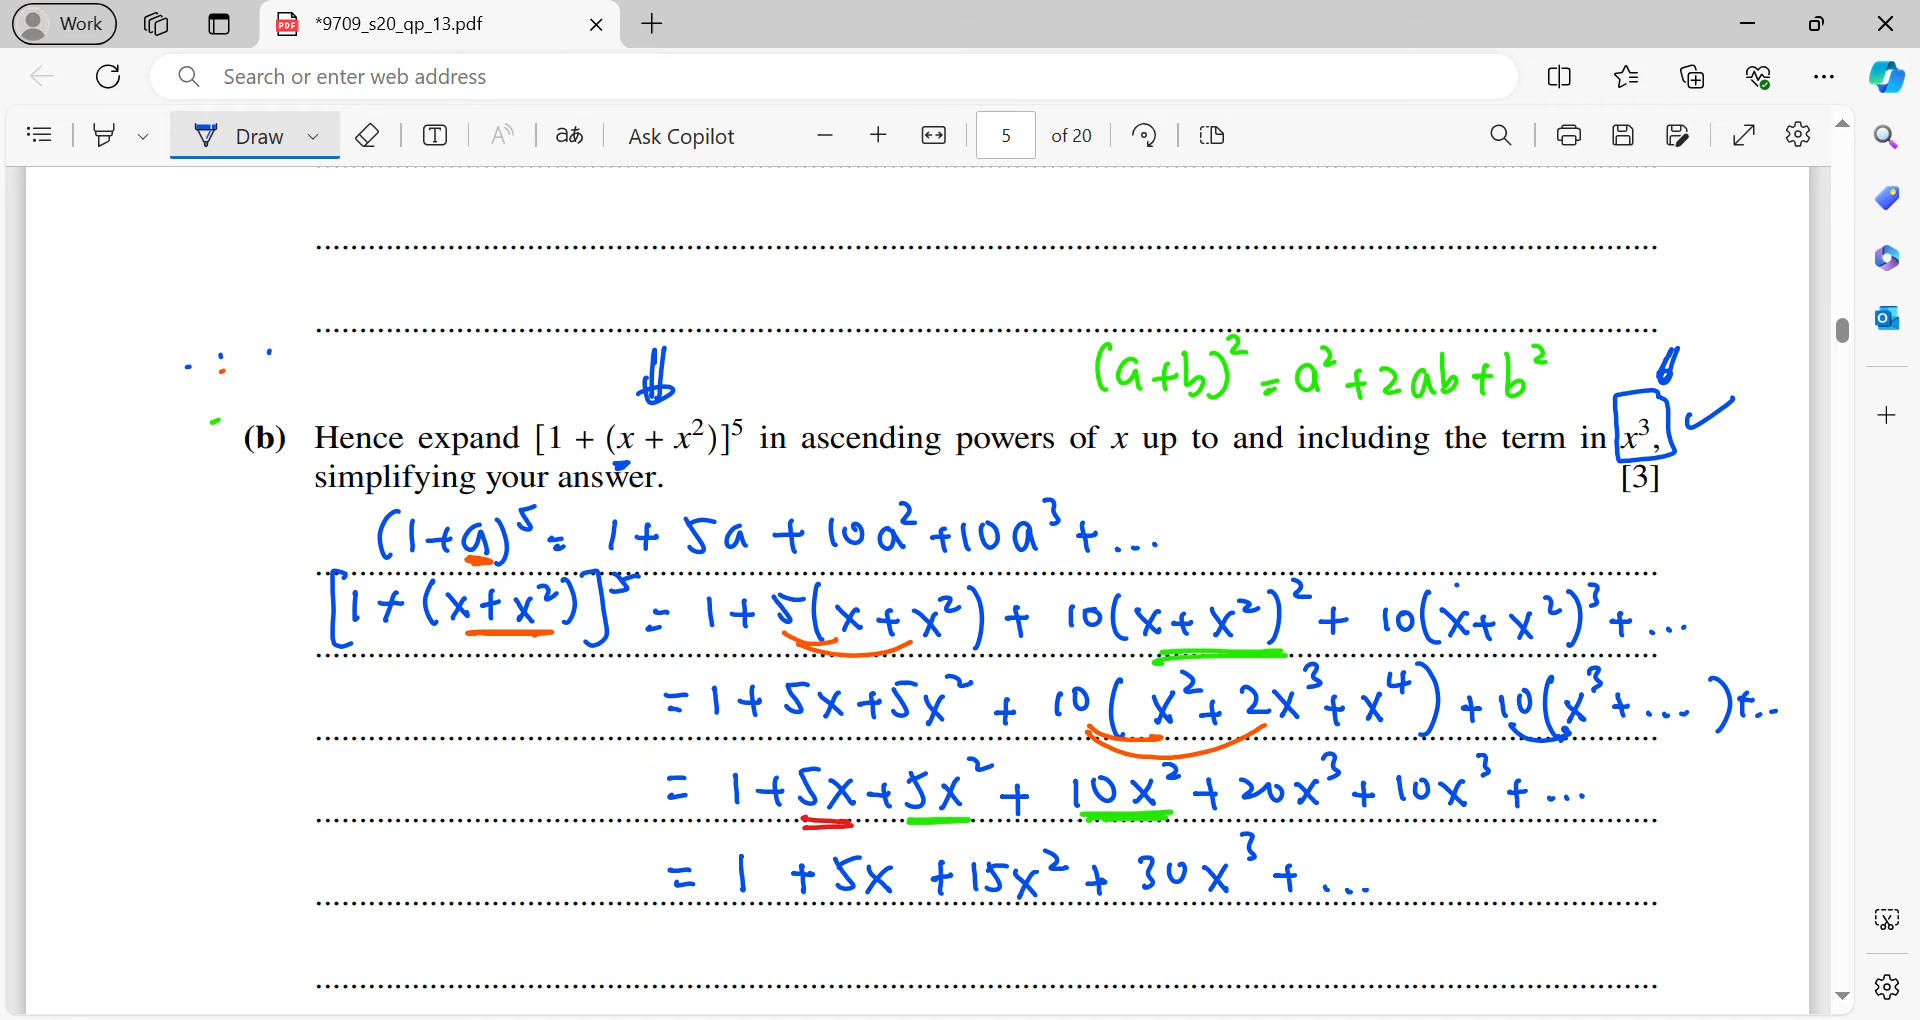 Work
*9709_s20_qp_13.pdf
Search or enter web address
Draw
T
A
aあ
Ask Copilot
5 of 20
(a+b)² = a² + 2ab + b²
(b) Hence expand [1 + (x + x²)]⁵ in ascending powers of x up to and including the term in x³,
simplifying your answer. [3]
(1+a)⁵ = 1 + 5a + 10a² + 10a³ + ...
[1 + (x+x²)]⁵ = 1 + 5(x + x²) + 10(x + x²)² + 10(x + x²)³ + ...
= 1 + 5x + 5x² + 10(x² + 2x³ + x⁴) + 10(x³ + ...) + ..
= 1 + 5x + 5x² + 10x² + 20x³ + 10x³ + ...
= 1 + 5x + 15x² + 30x³ + ...